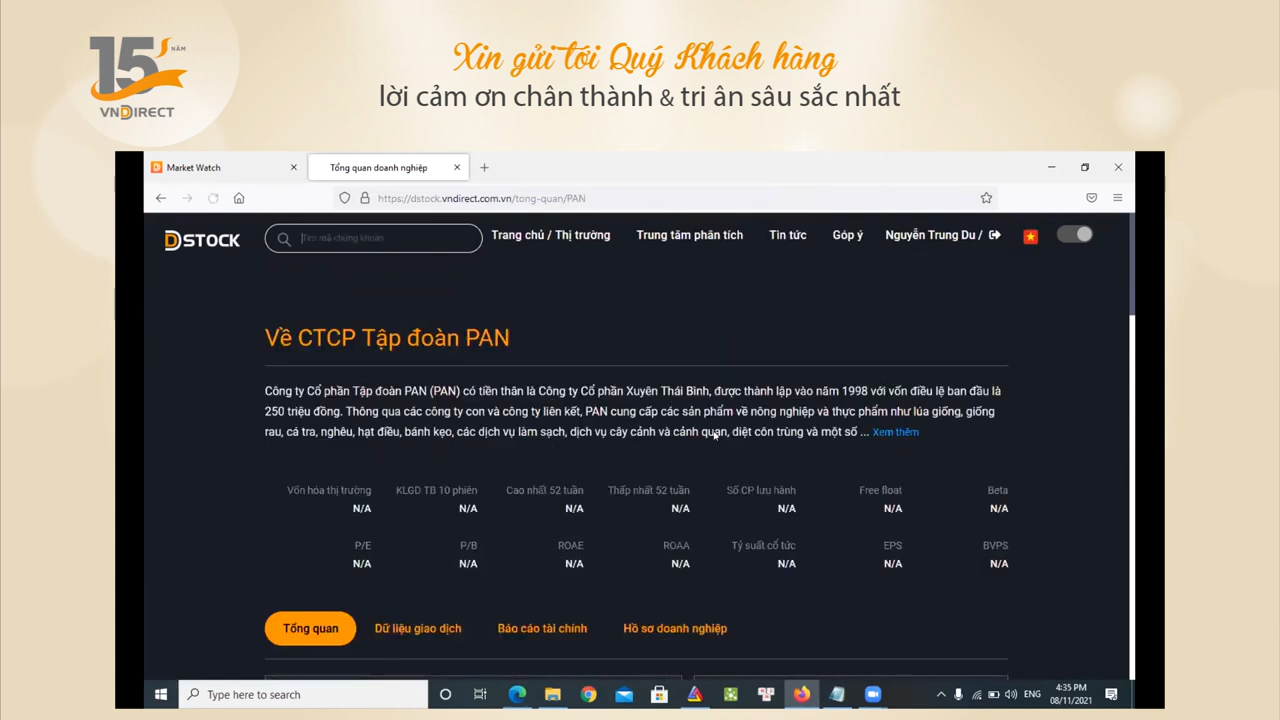 15 NĂM
VNDIRECT
Xin gửi tới Quý Khách hàng
lời cảm ơn chân thành & tri ân sâu sắc nhất
Market Watch
Tổng quan doanh nghiệp
https://dstock.vndirect.com.vn/tong-quan/PAN
DSTOCK
Tìm mã chứng khoán
Trang chủ / Thị trường
Trung tâm phân tích
Tin tức
Góp ý
Nguyễn Trung Du /
Về CTCP Tập đoàn PAN
Công ty Cổ phần Tập đoàn PAN (PAN) có tiền thân là Công ty Cổ phần Xuyên Thái Bình, được thành lập vào năm 1998 với vốn điều lệ ban đầu là
250 triệu đồng. Thông qua các công ty con và công ty liên kết, PAN cung cấp các sản phẩm về nông nghiệp và thực phẩm như lúa giống, giống
rau, cá tra, nghêu, hạt điều, bánh kẹo, các dịch vụ làm sạch, dịch vụ cây cảnh và cảnh quan, diệt côn trùng và một số ... Xem thêm
Vốn hóa thị trường KLGD TB 10 phiên Cao nhất 52 tuần Thấp nhất 52 tuần Số CP lưu hành Free float Beta
N/A N/A N/A N/A N/A N/A N/A
P/E P/B ROAE ROAA Tỷ suất cổ tức EPS BVPS
N/A N/A N/A N/A N/A N/A N/A
Tổng quan Dữ liệu giao dịch Báo cáo tài chính Hồ sơ doanh nghiệp
Type here to search
ENG
4:35 PM
08/11/2021